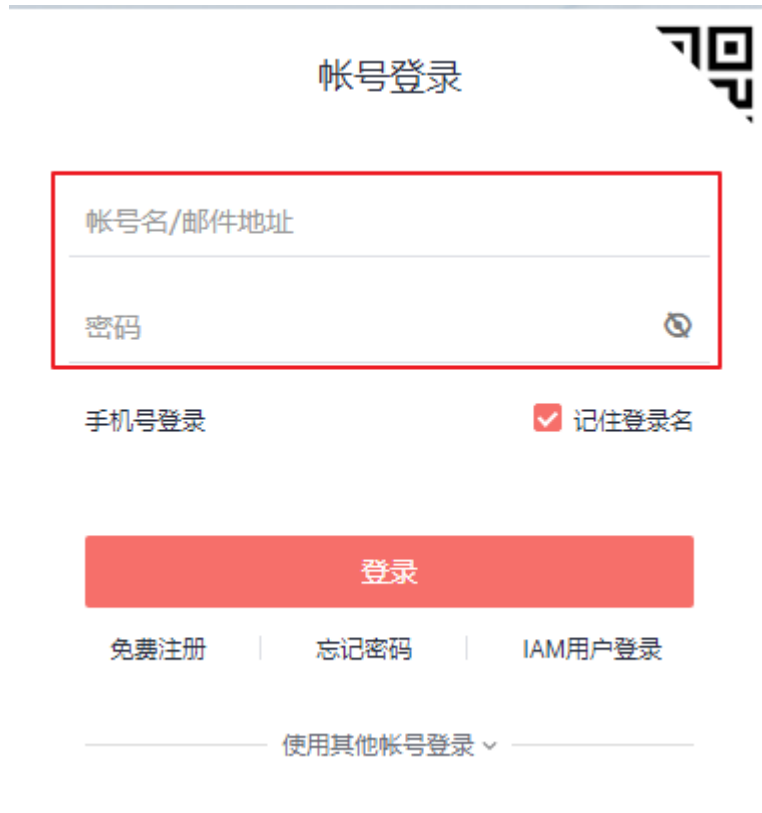 帐号登录
帐号名/邮件地址
密码
手机号登录 记住登录名
登录
免费注册 忘记密码 IAM用户登录
使用其他帐号登录